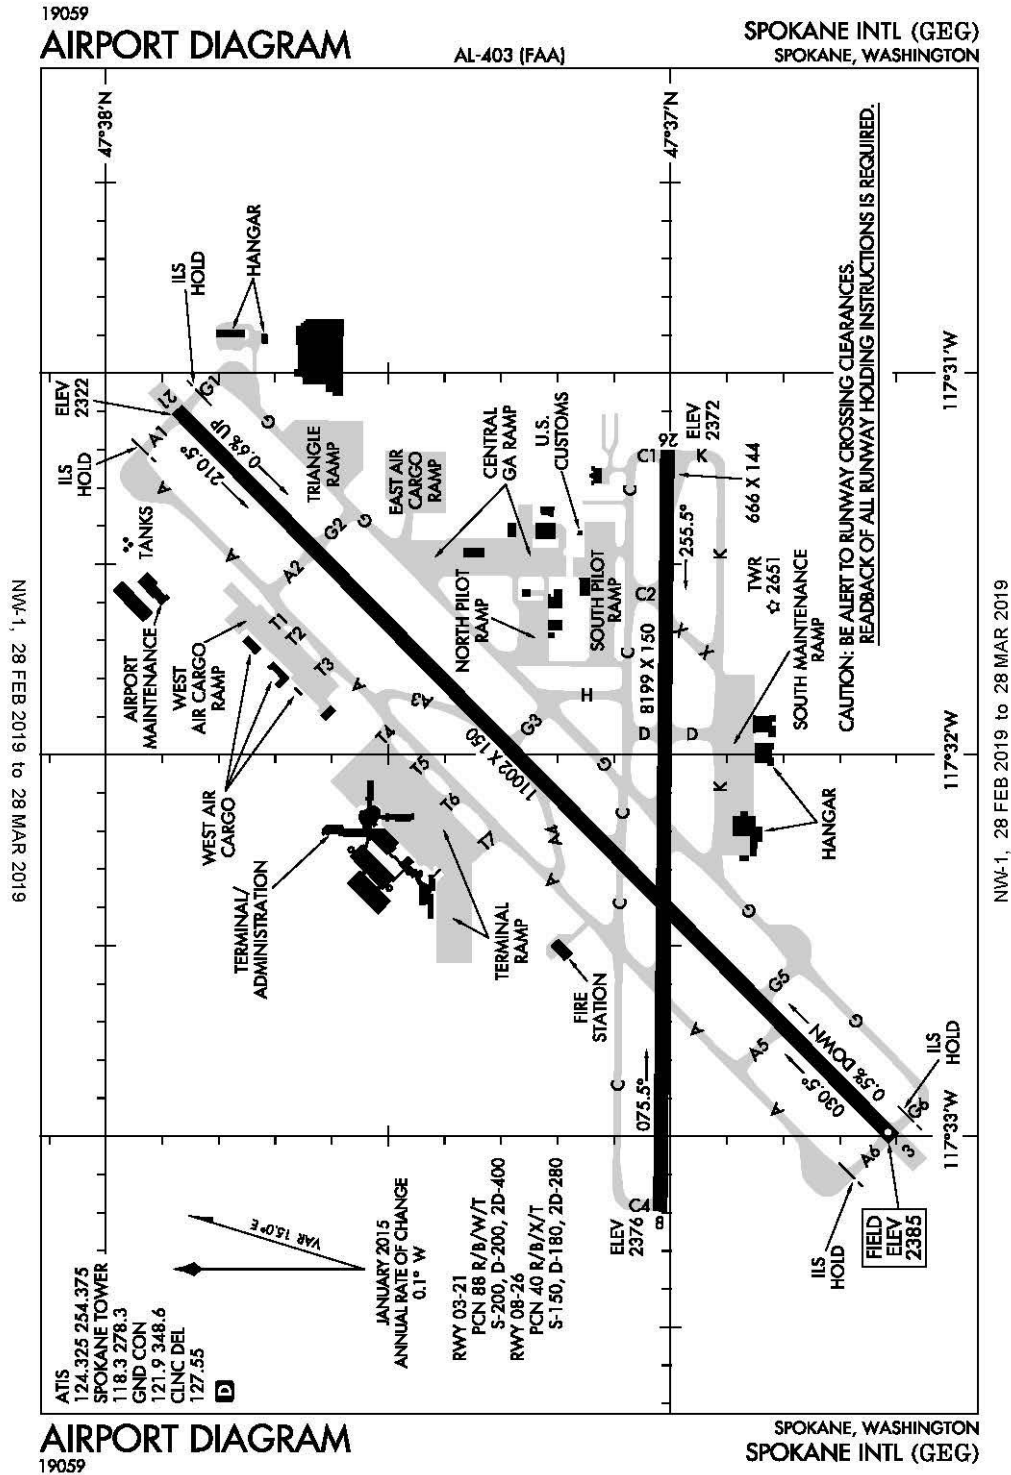 19059
AIRPORT DIAGRAM
AL-403 (FAA)
SPOKANE INTL (GEG)
SPOKANE, WASHINGTON
ATIS
124.325 254.375
SPOKANE TOWER
118.3 278.3
GND CON
121.9 348.6
CLNC DEL
127.55
D
VAR 15.0° E
JANUARY 2015
ANNUAL RATE OF CHANGE
0.1° W
RWY 03-21
PCN 88 R/B/W/T
S-200, D-200, 2D-400
RWY 08-26
PCN 40 R/B/X/T
S-150, D-180, 2D-280
47°38'N
47°37'N
117°31'W
117°32'W
117°33'W
ELEV
2322
ILS
HOLD
ILS
HOLD
HANGAR
21
A1
G1
G
A
0.6% UP
210.5°
TRIANGLE
RAMP
TANKS
A
A2
G2
G
EAST AIR
CARGO
RAMP
CENTRAL
GA RAMP
U.S.
CUSTOMS
AIRPORT
MAINTENANCE
WEST
AIR CARGO
RAMP
T1
T2
T3
A
A3
T4
T5
T6
T7
NORTH PILOT
RAMP
SOUTH PILOT
RAMP
C
C1
26
K
ELEV
2372
666 X 144
255.5°
C2
C
X
X
K
TWR
2651
8199 X 150
H
D
D
K
SOUTH MAINTENANCE
RAMP
HANGAR
11002 X 150
G3
G
WEST AIR
CARGO
TERMINAL/
ADMINISTRATION
TERMINAL
RAMP
FIRE
STATION
A4
A
C
C
G
A
G5
G
A5
0.5% DOWN
030.5°
A
C
075.5°
C4
8
ELEV
2376
A6
G6
3
ILS
HOLD
ILS
HOLD
FIELD
ELEV
2385
CAUTION: BE ALERT TO RUNWAY CROSSING CLEARANCES.
READBACK OF ALL RUNWAY HOLDING INSTRUCTIONS IS REQUIRED.
NW-1, 28 FEB 2019 to 28 MAR 2019
NW-1, 28 FEB 2019 to 28 MAR 2019
AIRPORT DIAGRAM
19059
SPOKANE, WASHINGTON
SPOKANE INTL (GEG)